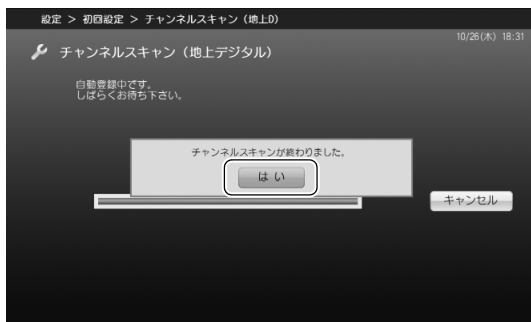 設定 > 初回設定 > チャンネルスキャン（地上D）
10/26(木) 18:31
チャンネルスキャン（地上デジタル）
自動登録中です。
しばらくお待ち下さい。
チャンネルスキャンが終わりました。
はい
キャンセル